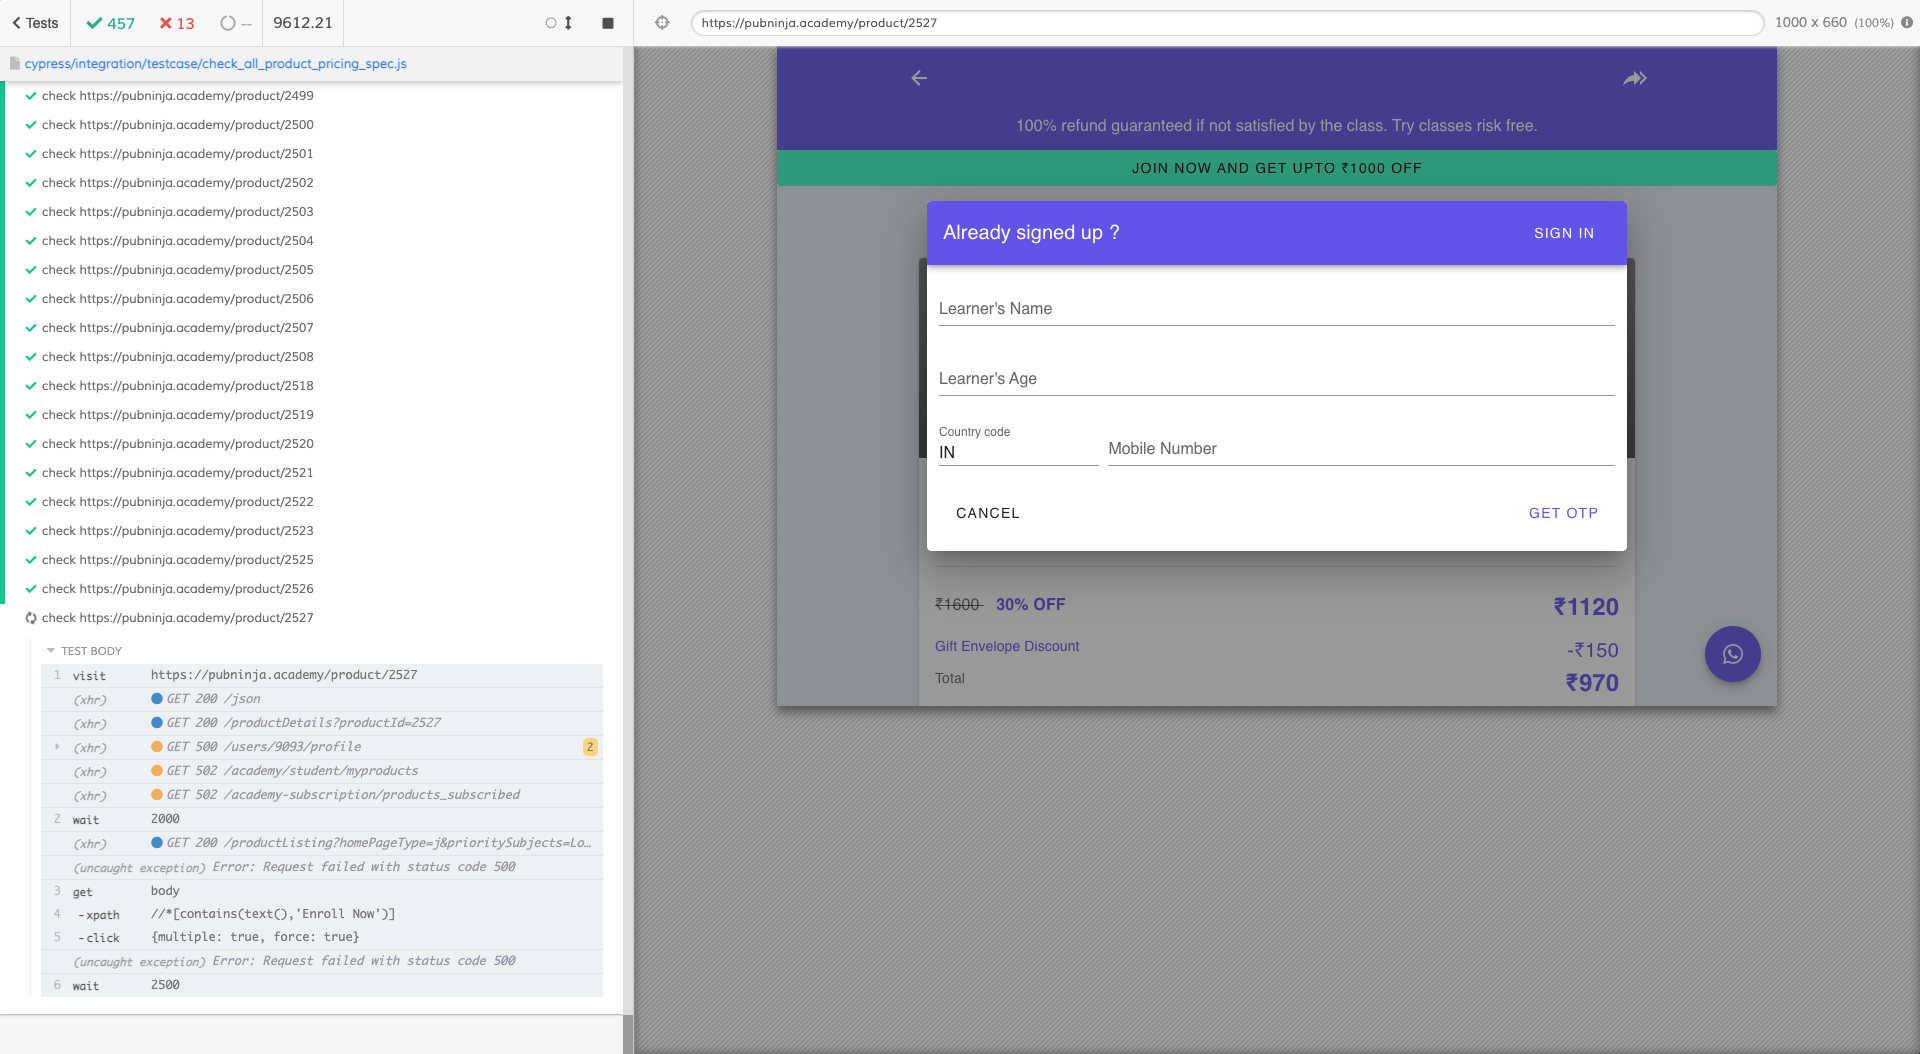 Tests 457 13 -- 9612.21
https://pubninja.academy/product/2527
1000 x 660 (100%)
cypress/integration/testcase/check_all_product_pricing_spec.js
check https://pubninja.academy/product/2499
check https://pubninja.academy/product/2500
check https://pubninja.academy/product/2501
check https://pubninja.academy/product/2502
check https://pubninja.academy/product/2503
check https://pubninja.academy/product/2504
check https://pubninja.academy/product/2505
check https://pubninja.academy/product/2506
check https://pubninja.academy/product/2507
check https://pubninja.academy/product/2508
check https://pubninja.academy/product/2518
check https://pubninja.academy/product/2519
check https://pubninja.academy/product/2520
check https://pubninja.academy/product/2521
check https://pubninja.academy/product/2522
check https://pubninja.academy/product/2523
check https://pubninja.academy/product/2525
check https://pubninja.academy/product/2526
check https://pubninja.academy/product/2527
TEST BODY
1 visit https://pubninja.academy/product/2527
(xhr) GET 200 /json
(xhr) GET 200 /productDetails?productId=2527
(xhr) GET 500 /users/9093/profile 2
(xhr) GET 502 /academy/student/myproducts
(xhr) GET 502 /academy-subscription/products_subscribed
2 wait 2000
(xhr) GET 200 /productListing?homePageType=j&prioritySubjects=Lo…
(uncaught exception) Error: Request failed with status code 500
3 get body
4 -xpath //*[contains(text(),'Enroll Now')]
5 -click {multiple: true, force: true}
(uncaught exception) Error: Request failed with status code 500
6 wait 2500
100% refund guaranteed if not satisfied by the class. Try classes risk free.
JOIN NOW AND GET UPTO ₹1000 OFF
Already signed up ? SIGN IN
Learner's Name
Learner's Age
Country code
IN
Mobile Number
CANCEL GET OTP
₹1600 30% OFF ₹1120
Gift Envelope Discount -₹150
Total ₹970